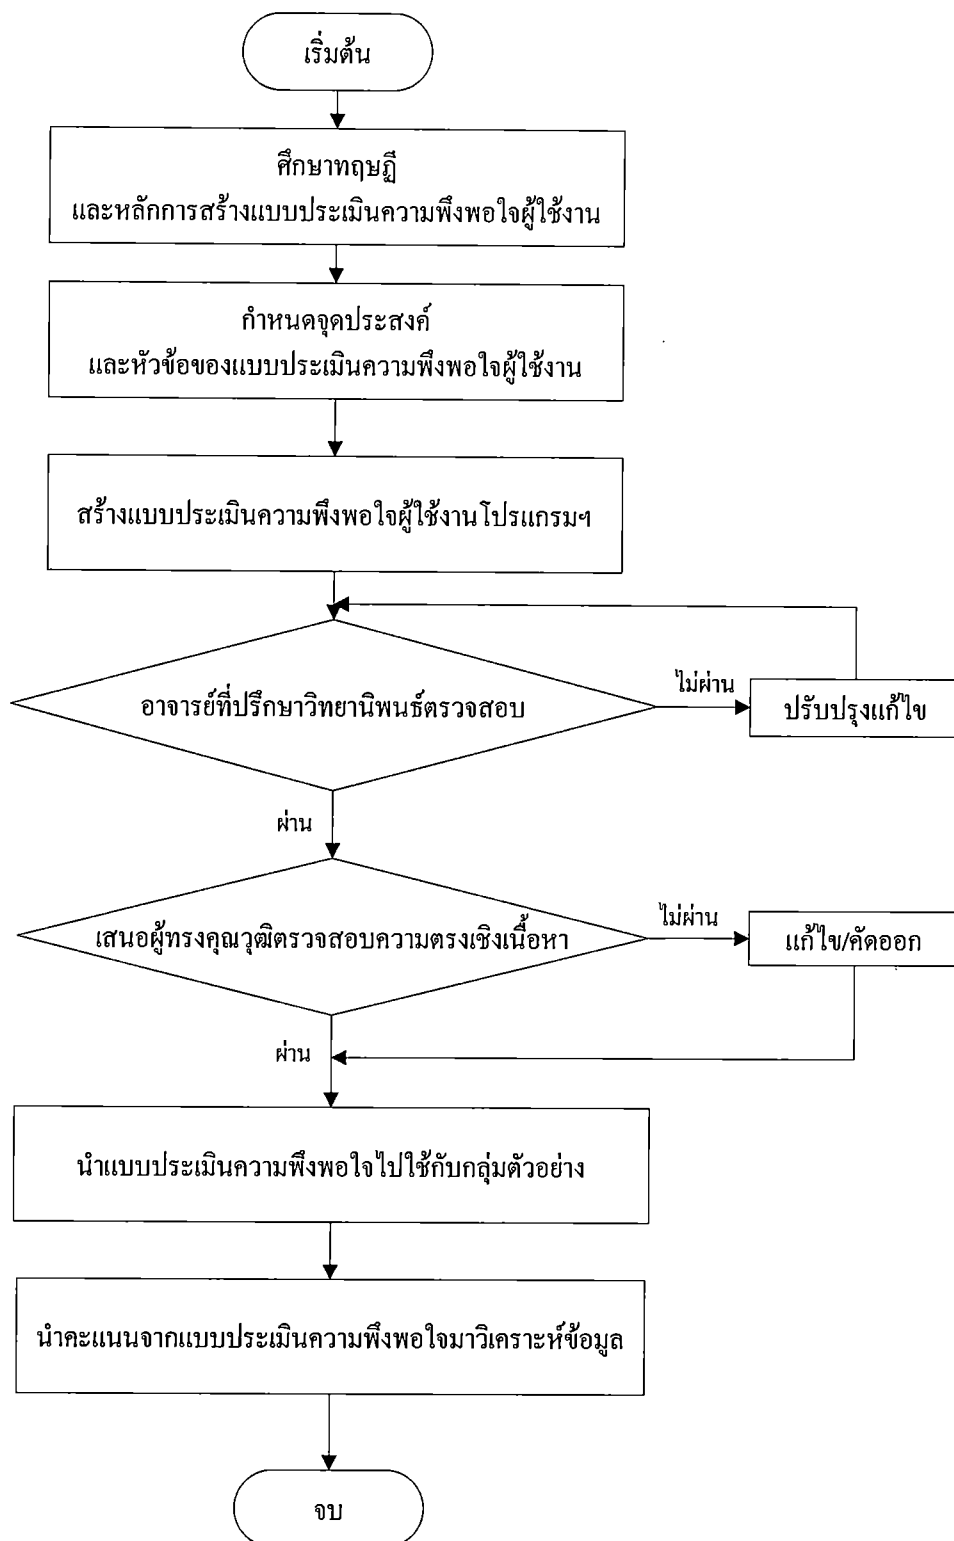 เริ่มต้น
ศึกษาทฤษฎี
และหลักการสร้างแบบประเมินความพึงพอใจผู้ใช้งาน
กำหนดจุดประสงค์
และหัวข้อของแบบประเมินความพึงพอใจผู้ใช้งาน
สร้างแบบประเมินความพึงพอใจผู้ใช้งานโปรแกรมฯ
อาจารย์ที่ปรึกษาวิทยานิพนธ์ตรวจสอบ
ไม่ผ่าน
ปรับปรุงแก้ไข
ผ่าน
เสนอผู้ทรงคุณวุฒิตรวจสอบความตรงเชิงเนื้อหา
ไม่ผ่าน
แก้ไข/คัดออก
ผ่าน
นำแบบประเมินความพึงพอใจไปใช้กับกลุ่มตัวอย่าง
นำคะแนนจากแบบประเมินความพึงพอใจมาวิเคราะห์ข้อมูล
จบ